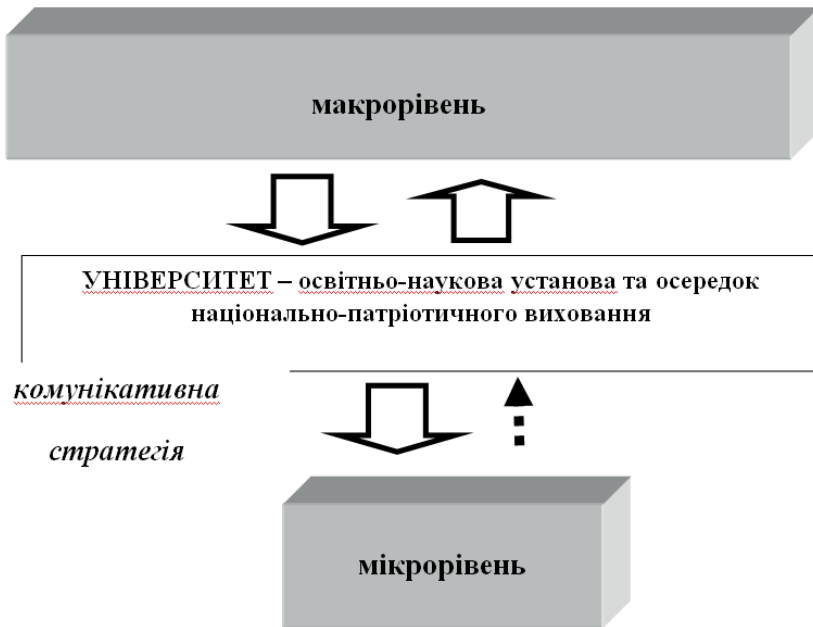 макрорівень
УНІВЕРСИТЕТ – освітньо-наукова установа та осередок
національно-патріотичного виховання
комунікативна
стратегія
мікрорівень